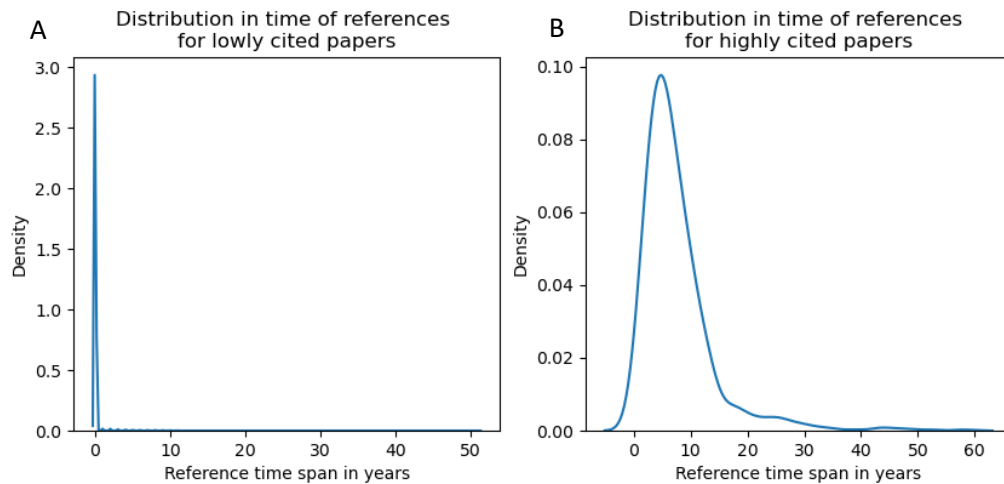 A
Distribution in time of references
for lowly cited papers
3.0
2.5
2.0
1.5
1.0
0.5
0.0
Density
0
10
20
30
40
50
Reference time span in years
B
Distribution in time of references
for highly cited papers
0.10
0.08
0.06
0.04
0.02
0.00
Density
0
10
20
30
40
50
60
Reference time span in years